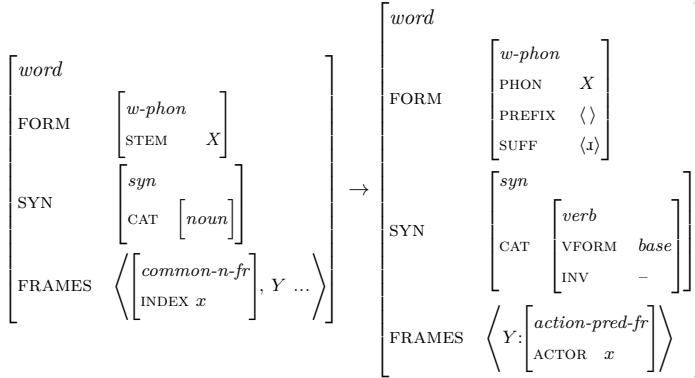 word
FORM
w-phon
STEM X
SYN
syn
CAT [noun]
FRAMES
⟨[common-n-fr
INDEX x], Y ...⟩
→
word
FORM
w-phon
PHON X
PREFIX ⟨ ⟩
SUFF ⟨ɹ⟩
SYN
syn
CAT
verb
VFORM base
INV –
FRAMES
⟨Y:[action-pred-fr
ACTOR x]⟩